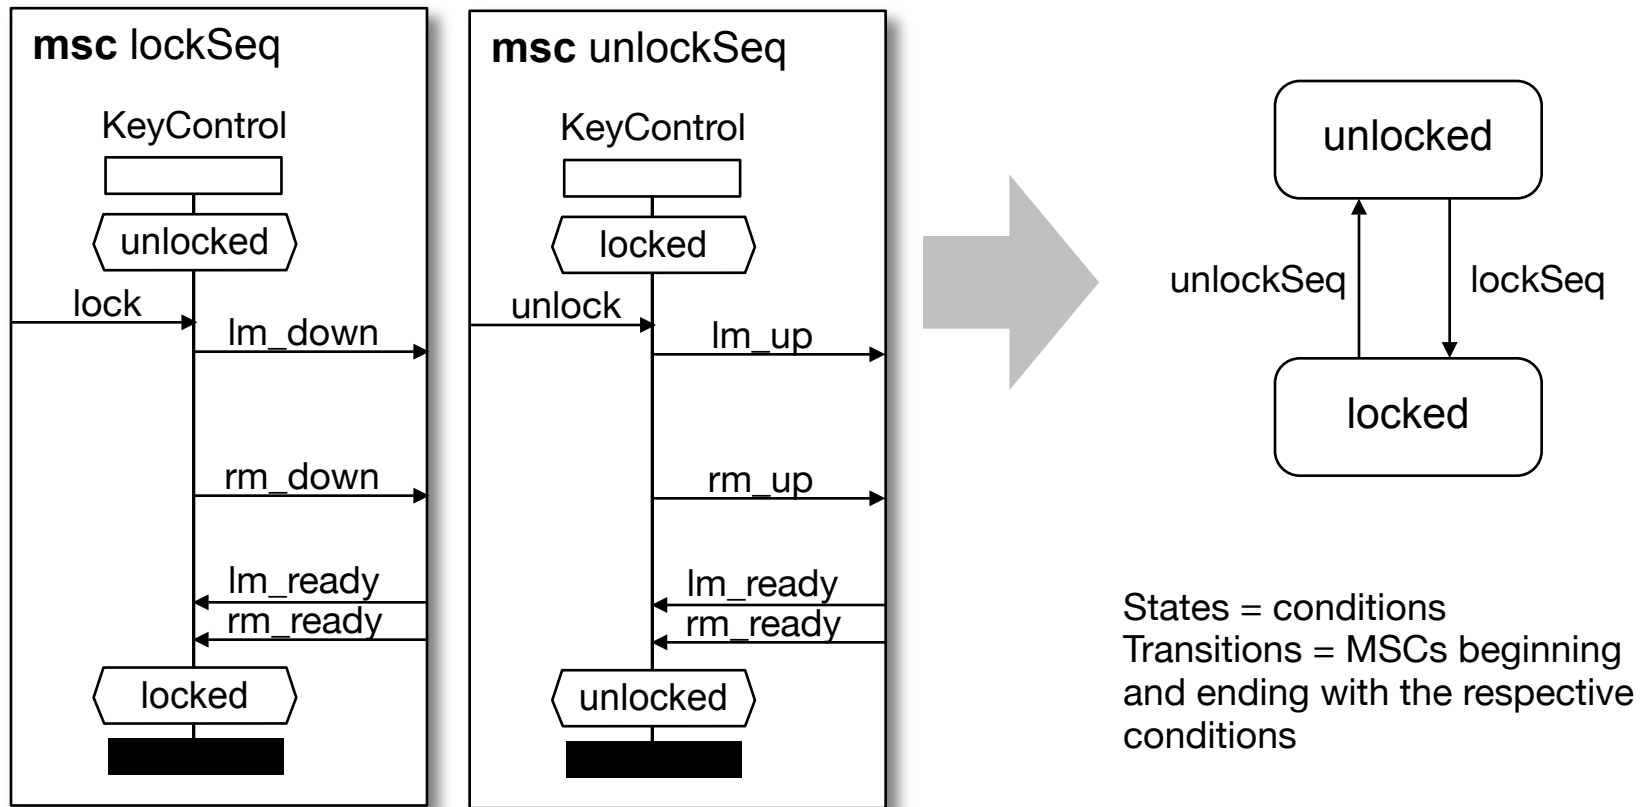 msc lockSeq
KeyControl
unlocked
lock
lm_down
rm_down
lm_ready
rm_ready
locked
msc unlockSeq
KeyControl
locked
unlock
lm_up
rm_up
lm_ready
rm_ready
unlocked
unlocked
unlockSeq
lockSeq
locked
States = conditions
Transitions = MSCs beginning
and ending with the respective
conditions